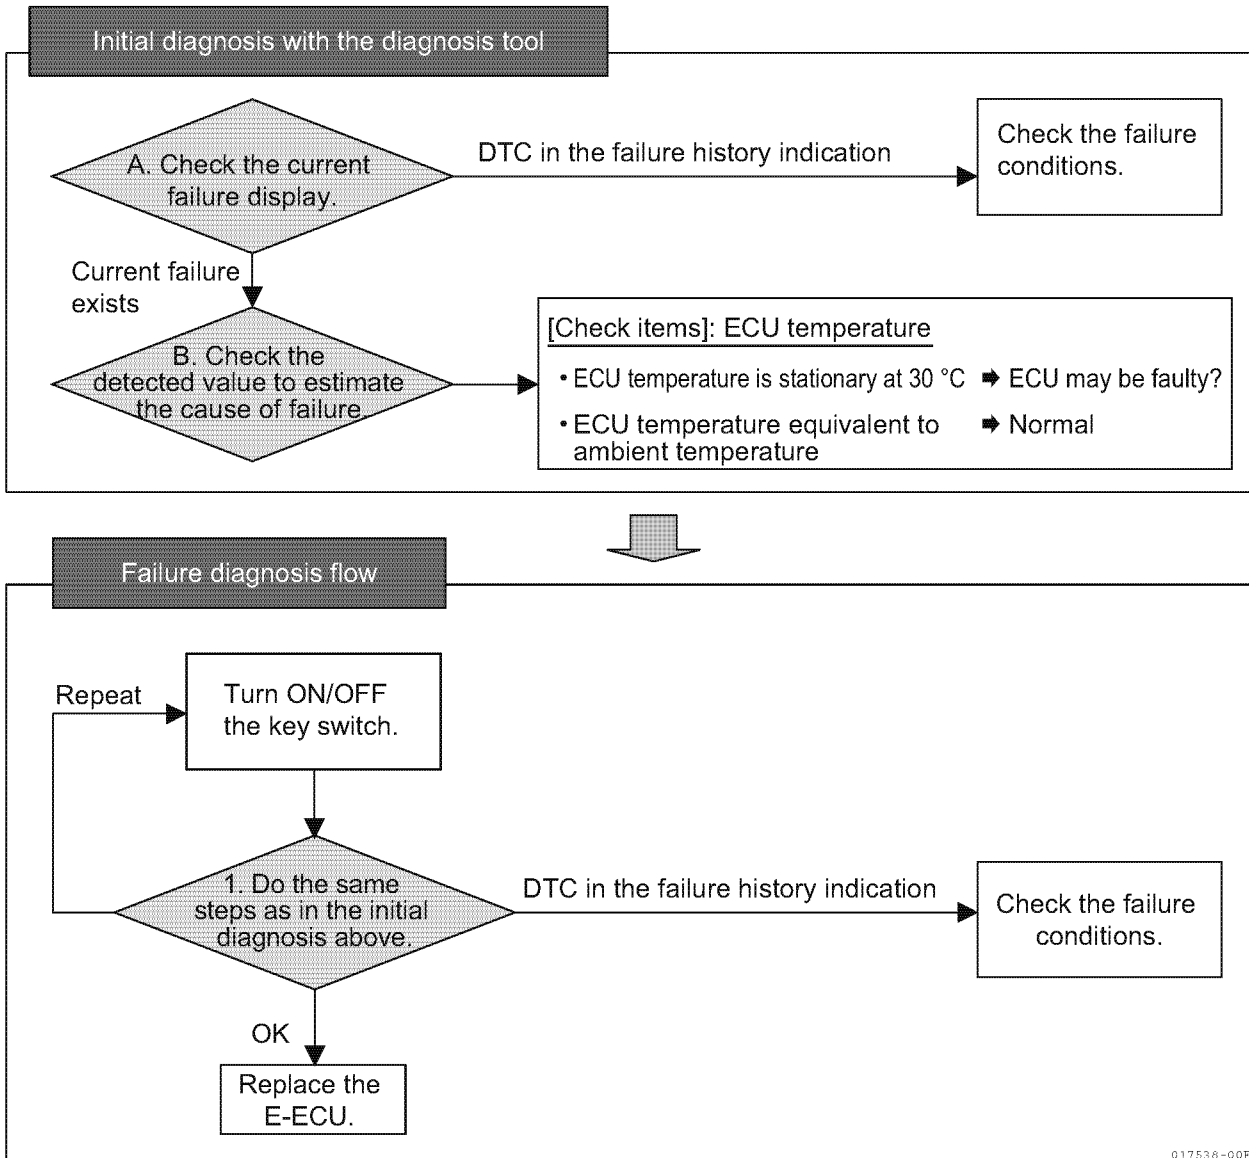 Initial diagnosis with the diagnosis tool
A. Check the current
failure display.
DTC in the failure history indication
Check the failure
conditions.
Current failure
exists
B. Check the
detected value to estimate
the cause of failure.
[Check items]: ECU temperature
• ECU temperature is stationary at 30 °C ➡ ECU may be faulty?
• ECU temperature equivalent to ➡ Normal
ambient temperature
Failure diagnosis flow
Repeat
Turn ON/OFF
the key switch.
1. Do the same
steps as in the initial
diagnosis above.
DTC in the failure history indication
Check the failure
conditions.
OK
Replace the
E-ECU.